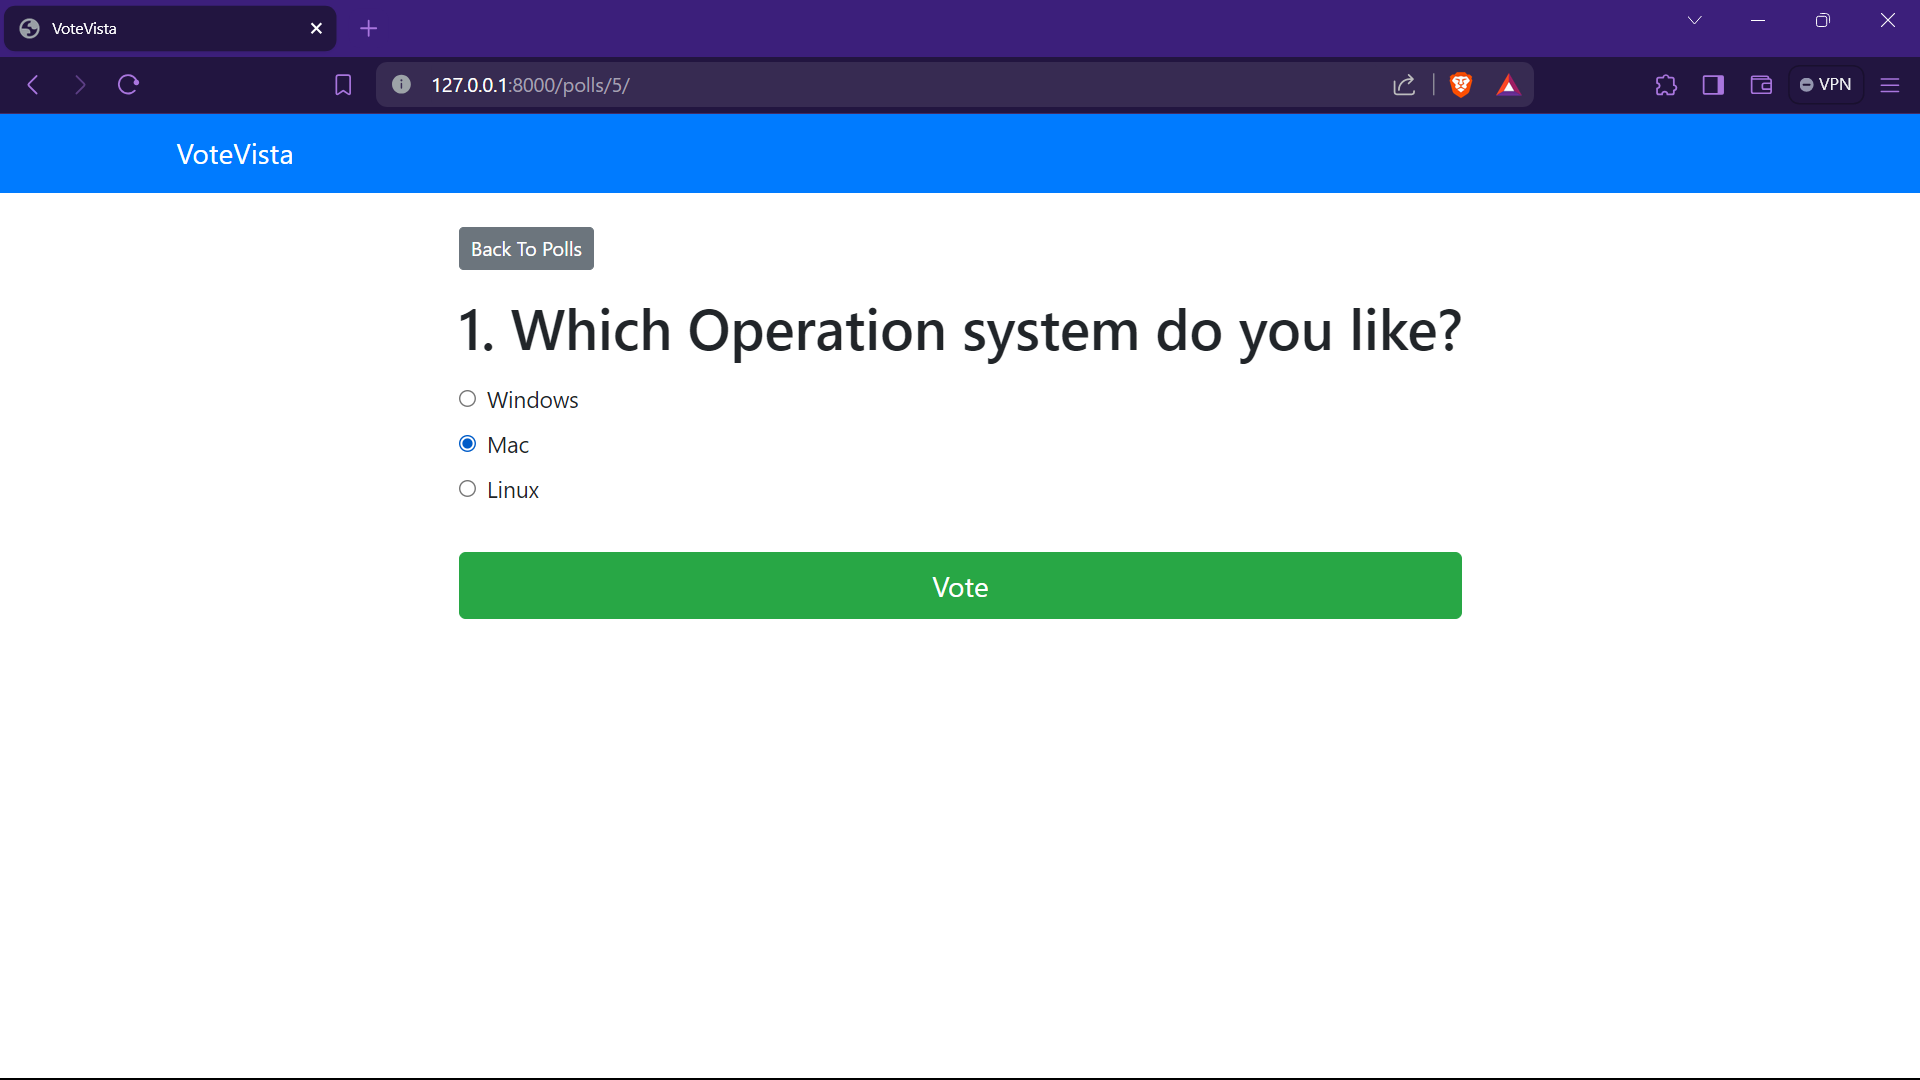 VoteVista
127.0.0.1:8000/polls/5/
VPN
VoteVista
Back To Polls
1. Which Operation system do you like?
Windows
Mac
Linux
Vote